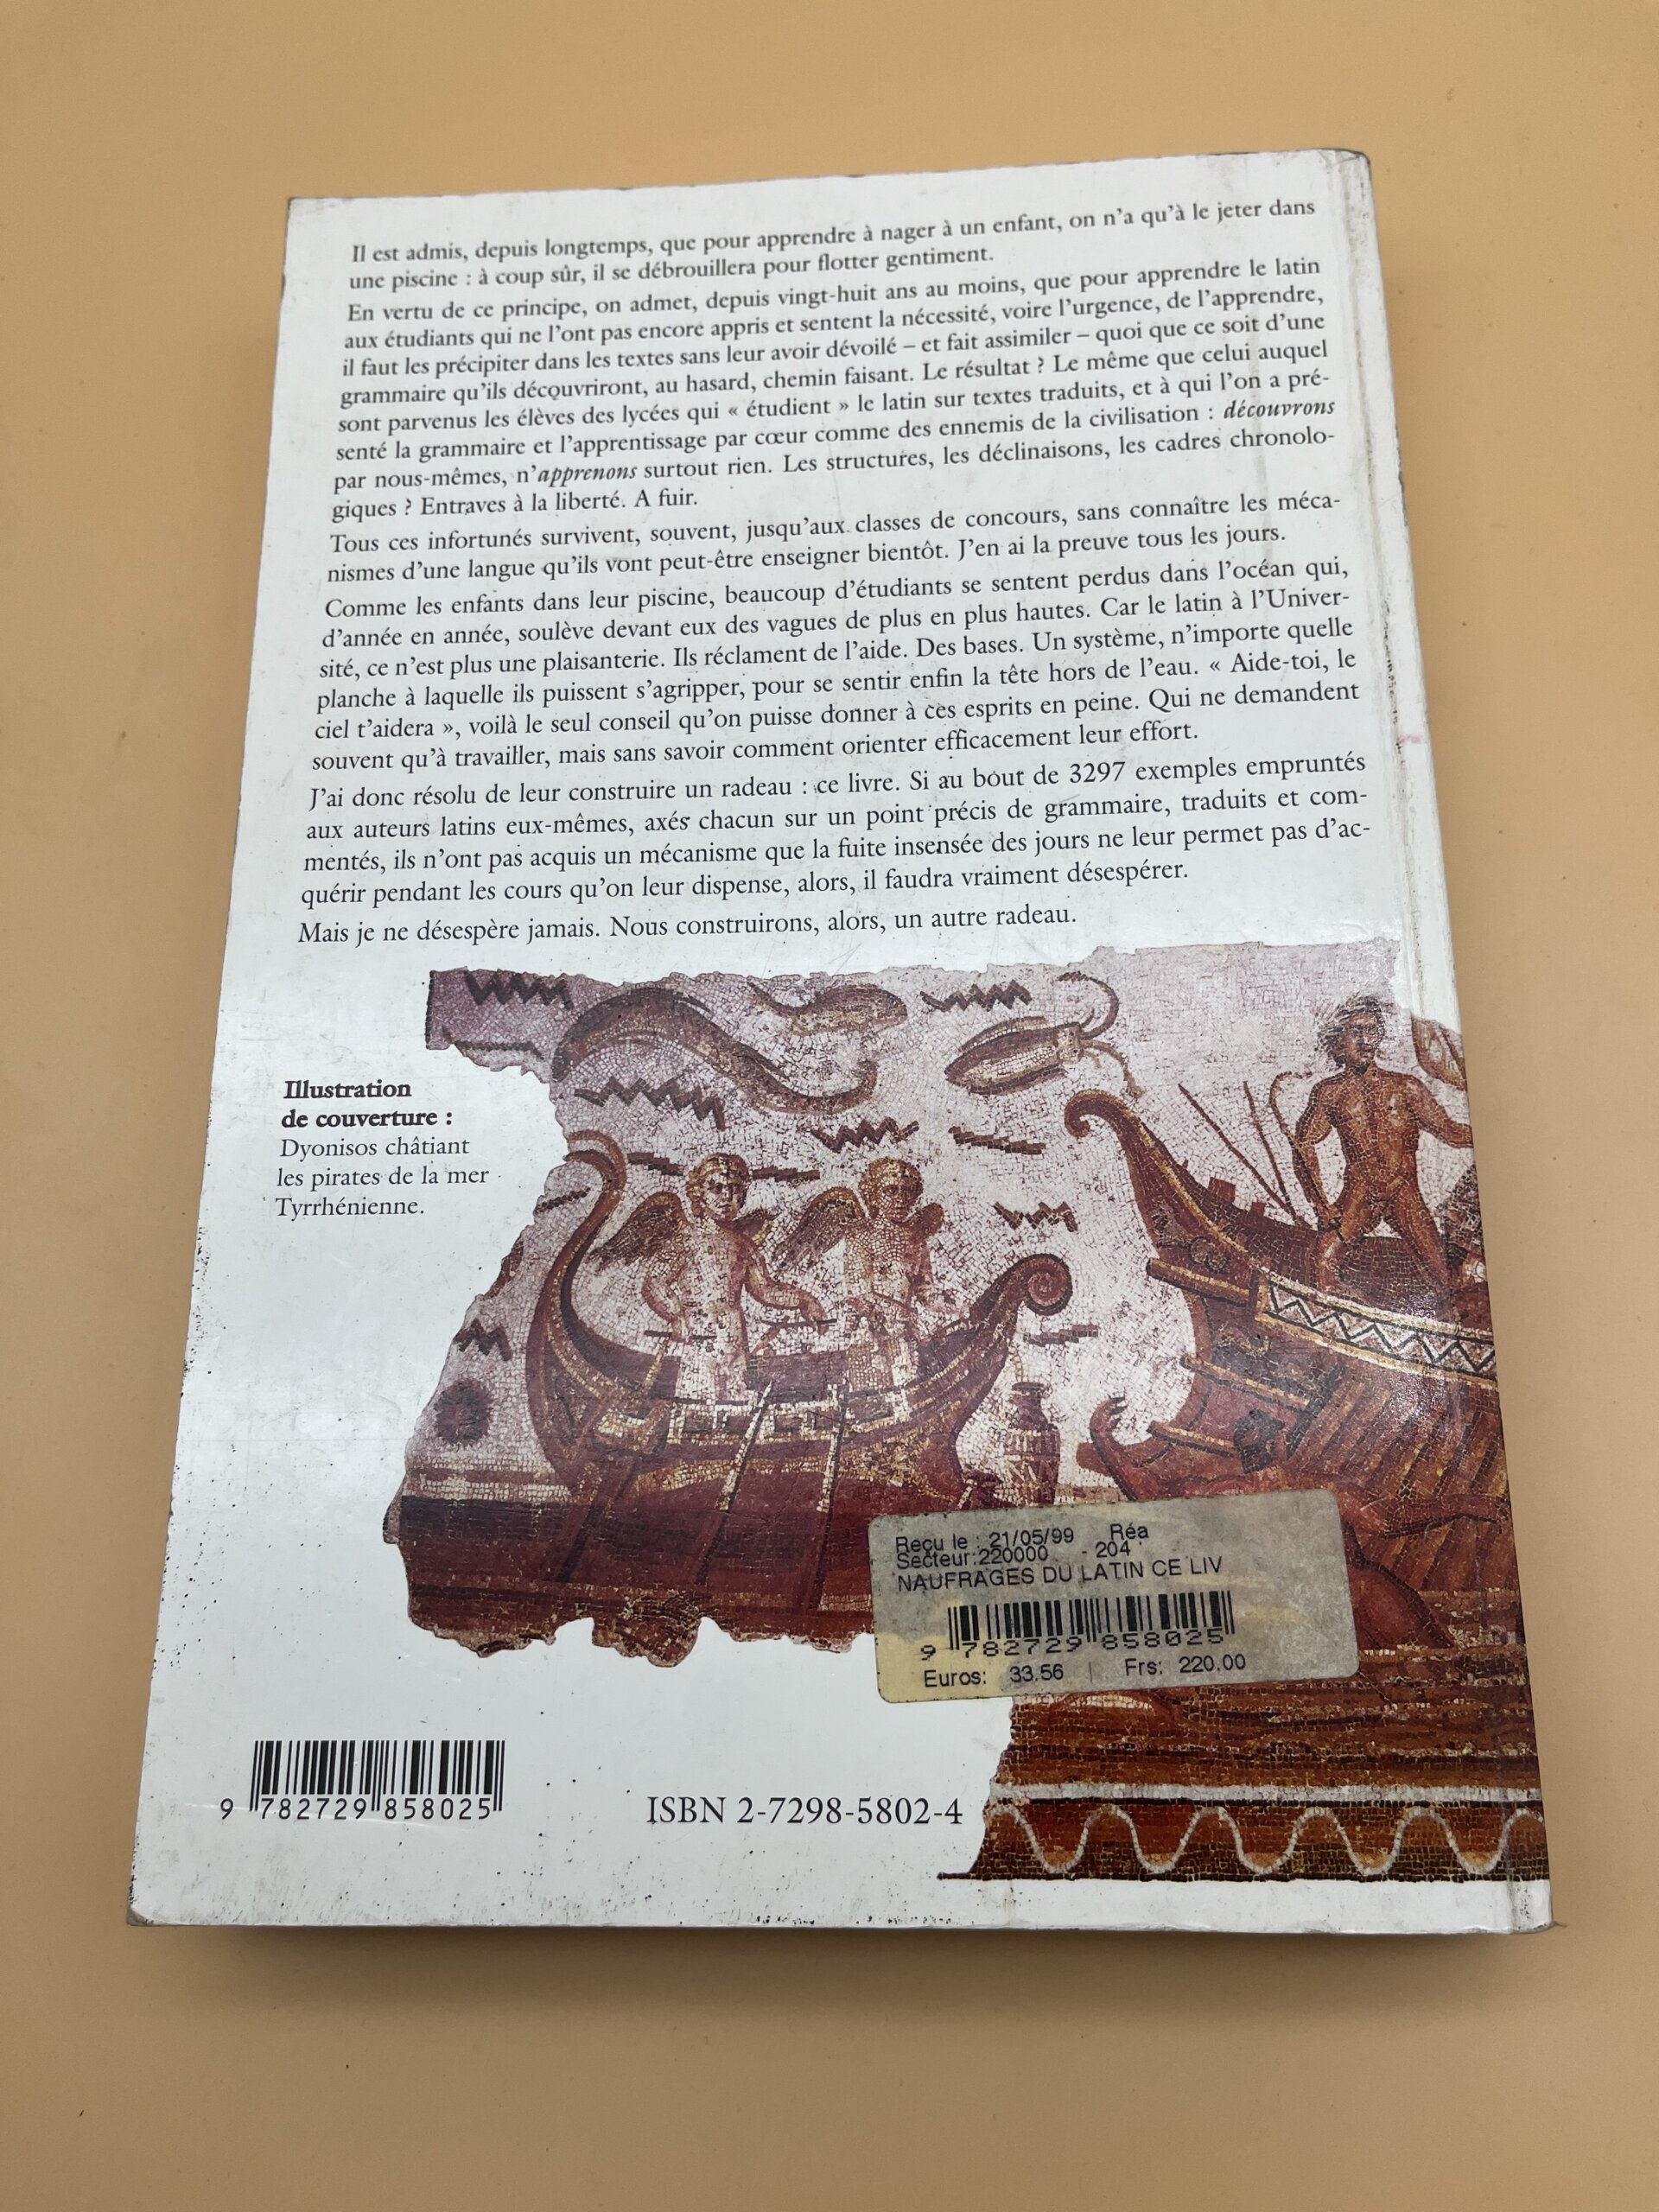 Il est admis, depuis longtemps, que pour apprendre à nager à un enfant, on n’a qu’à le jeter dans
une piscine : à coup sûr, il se débrouillera pour flotter gentiment.
En vertu de ce principe, on admet, depuis vingt-huit ans au moins, que pour apprendre le latin
aux étudiants qui ne l’ont pas encore appris et sentent la nécessité, voire l’urgence, de l’apprendre,
il faut les précipiter dans les textes sans leur avoir dévoilé – et fait assimiler – quoi que ce soit d’une
grammaire qu’ils découvriront, au hasard, chemin faisant. Le résultat ? Le même que celui auquel
sont parvenus les élèves des lycées qui « étudient » le latin sur textes traduits, et à qui l’on a pré-
senté la grammaire et l’apprentissage par cœur comme des ennemis de la civilisation : découvrons
par nous-mêmes, n’apprenons surtout rien. Les structures, les déclinaisons, les cadres chronolo-
giques ? Entraves à la liberté. A fuir.
Tous ces infortunés survivent, souvent, jusqu’aux classes de concours, sans connaître les méca-
nismes d’une langue qu’ils vont peut-être enseigner bientôt. J’en ai la preuve tous les jours.
Comme les enfants dans leur piscine, beaucoup d’étudiants se sentent perdus dans l’océan qui,
d’année en année, soulève devant eux des vagues de plus en plus hautes. Car le latin à l’Univer-
sité, ce n’est plus une plaisanterie. Ils réclament de l’aide. Des bases. Un système, n’importe quelle
planche à laquelle ils puissent s’agripper, pour se sentir enfin la tête hors de l’eau. « Aide-toi, le
ciel t’aidera », voilà le seul conseil qu’on puisse donner à ces esprits en peine. Qui ne demandent
souvent qu’à travailler, mais sans savoir comment orienter efficacement leur effort.
J’ai donc résolu de leur construire un radeau : ce livre. Si au bout de 3297 exemples empruntés
aux auteurs latins eux-mêmes, axés chacun sur un point précis de grammaire, traduits et com-
mentés, ils n’ont pas acquis un mécanisme que la fuite insensée des jours ne leur permet pas d’ac-
quérir pendant les cours qu’on leur dispense, alors, il faudra vraiment désespérer.
Mais je ne désespère jamais. Nous construirons, alors, un autre radeau.
Illustration
de couverture :
Dyonisos châtiant
les pirates de la mer
Tyrrhénienne.
Reçu le : 21/05/99 Réa
Secteur:220000 - 204
NAUFRAGES DU LATIN CE LIV
9 782729 858025
Euros: 33.56 | Frs: 220.00
9 782729 858025
ISBN 2-7298-5802-4